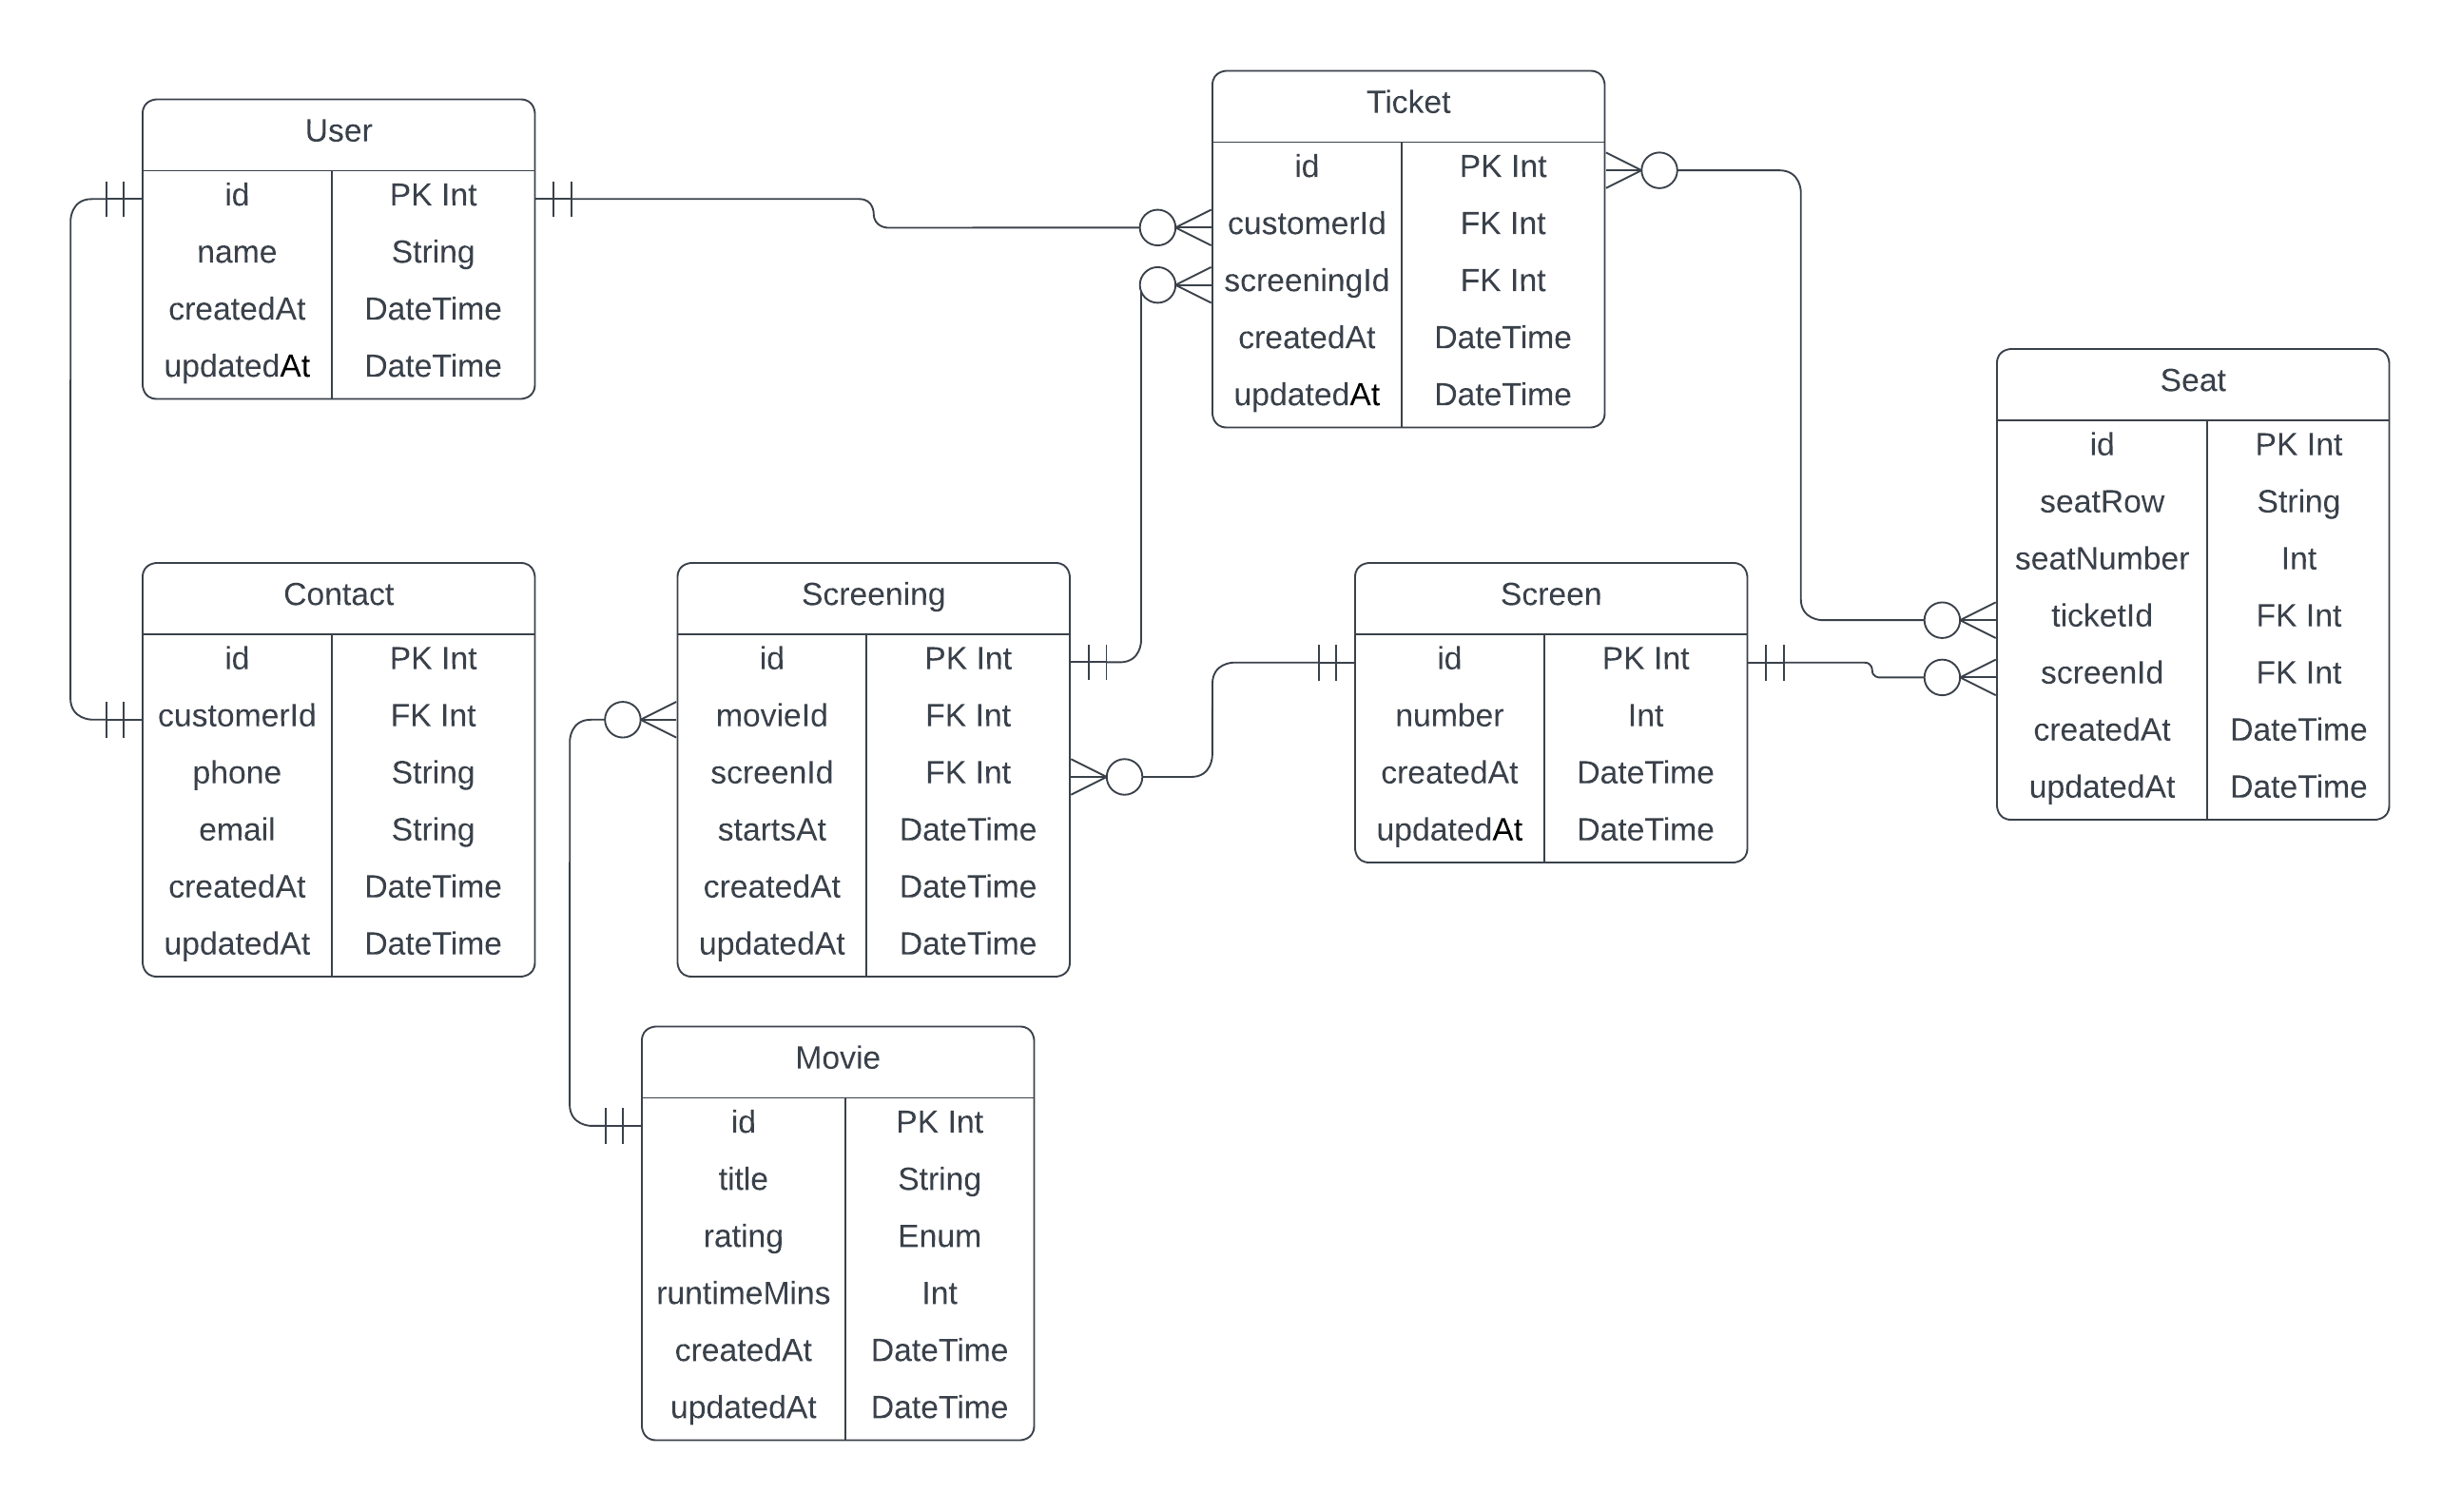 User
id PK Int
name String
createdAt DateTime
updatedAt DateTime
Ticket
id PK Int
customerId FK Int
screeningId FK Int
createdAt DateTime
updatedAt DateTime
Seat
id PK Int
seatRow String
seatNumber Int
ticketId FK Int
screenId FK Int
createdAt DateTime
updatedAt DateTime
Contact
id PK Int
customerId FK Int
phone String
email String
createdAt DateTime
updatedAt DateTime
Screening
id PK Int
movieId FK Int
screenId FK Int
startsAt DateTime
createdAt DateTime
updatedAt DateTime
Screen
id PK Int
number Int
createdAt DateTime
updatedAt DateTime
Movie
id PK Int
title String
rating Enum
runtimeMins Int
createdAt DateTime
updatedAt DateTime